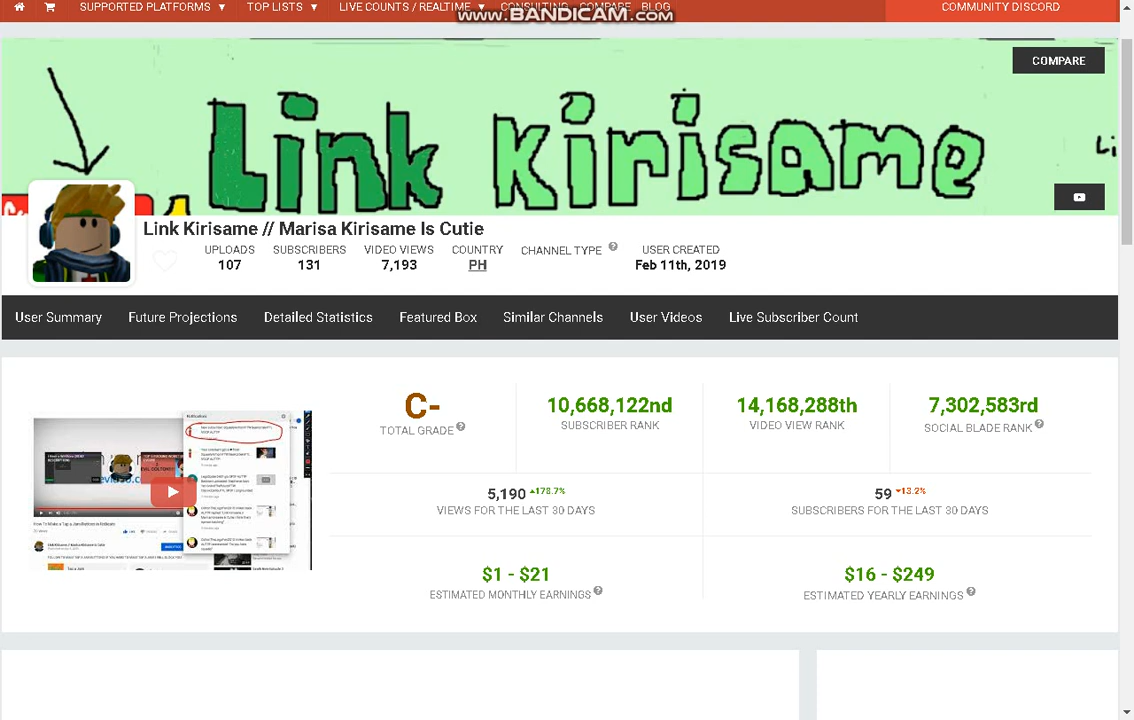 SUPPORTED PLATFORMS ▼ TOP LISTS ▼ LIVE COUNTS / REALTIME ▼ CONSULTING COMPARE BLOG COMMUNITY DISCORD
www.BANDICAM.com
COMPARE
Link Kirisame
Li
Link Kirisame // Marisa Kirisame Is Cutie
UPLOADS SUBSCRIBERS VIDEO VIEWS COUNTRY CHANNEL TYPE USER CREATED
107 131 7,193 PH Feb 11th, 2019
User Summary Future Projections Detailed Statistics Featured Box Similar Channels User Videos Live Subscriber Count
C- 10,668,122nd 14,168,288th 7,302,583rd
TOTAL GRADE SUBSCRIBER RANK VIDEO VIEW RANK SOCIAL BLADE RANK
5,190 178.7% 59 13.2%
VIEWS FOR THE LAST 30 DAYS SUBSCRIBERS FOR THE LAST 30 DAYS
$1 - $21 $16 - $249
ESTIMATED MONTHLY EARNINGS ESTIMATED YEARLY EARNINGS